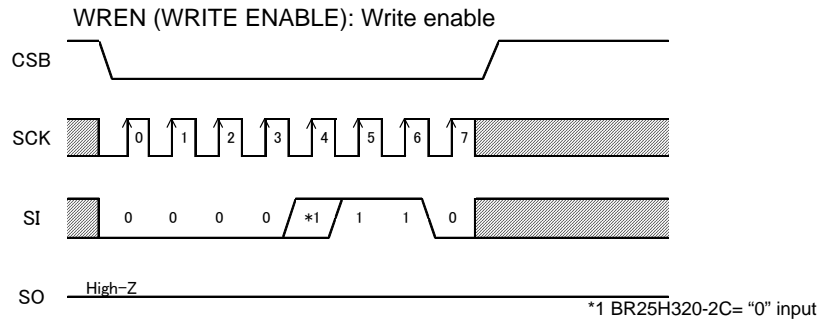 WREN (WRITE ENABLE): Write enable
CSB
SCK 0 1 2 3 4 5 6 7
SI 0 0 0 0 *1 1 1 0
SO High-Z
*1 BR25H320-2C= “0” input